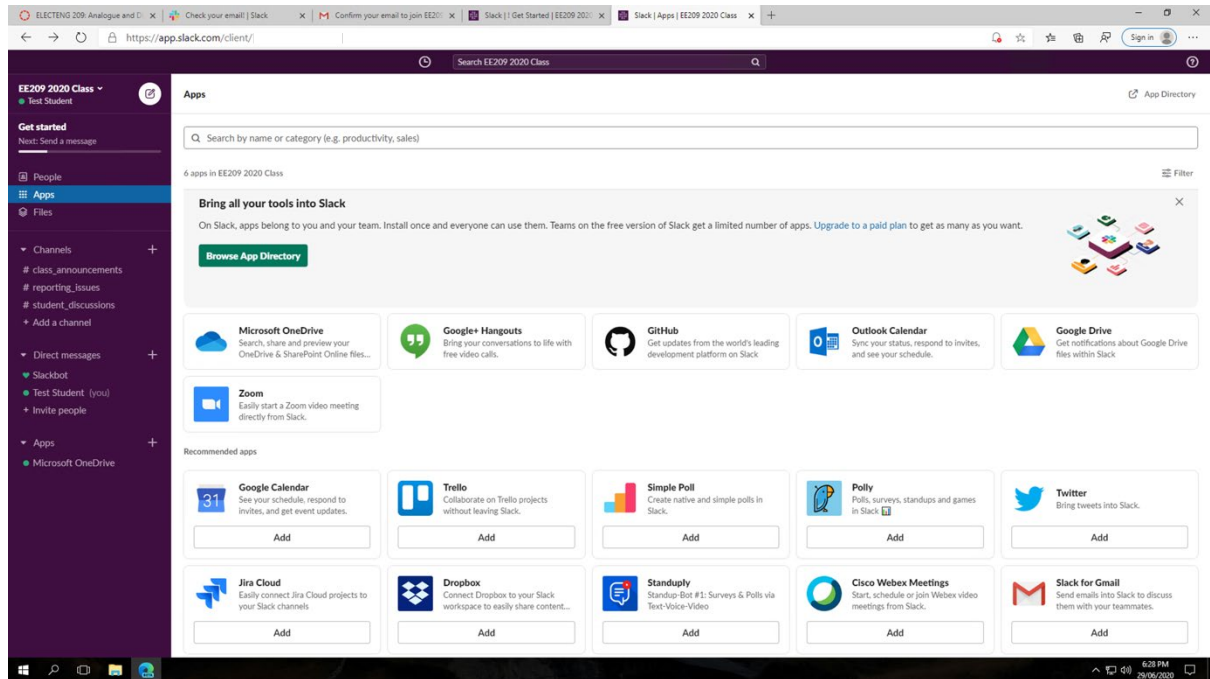 ELECTENG 209: Analogue and Di
Check your email! | Slack
Confirm your email to join EE209
Slack | 1 Get Started | EE209 202
Slack | Apps | EE209 2020 Class
https://app.slack.com/client/
Sign in
Search EE209 2020 Class
EE209 2020 Class
Test Student
Get started
Next: Send a message
People
Apps
Files
Channels
# class_announcements
# reporting_issues
# student_discussions
+ Add a channel
Direct messages
Slackbot
Test Student (you)
+ Invite people
Apps
Microsoft OneDrive
Apps
App Directory
Search by name or category (e.g. productivity, sales)
6 apps in EE209 2020 Class
Filter
Bring all your tools into Slack
On Slack, apps belong to you and your team. Install once and everyone can use them. Teams on the free version of Slack get a limited number of apps. Upgrade to a paid plan to get as many as you want.
Browse App Directory
Microsoft OneDrive
Search, share and preview your
OneDrive & SharePoint Online files...
Google+ Hangouts
Bring your conversations to life with
free video calls.
GitHub
Get updates from the world's leading
development platform on Slack
Outlook Calendar
Sync your status, respond to invites,
and see your schedule.
Google Drive
Get notifications about Google Drive
files within Slack
Zoom
Easily start a Zoom video meeting
directly from Slack.
Recommended apps
31
Google Calendar
See your schedule, respond to
invites, and get event updates.
Add
Trello
Collaborate on Trello projects
without leaving Slack.
Add
Simple Poll
Create native and simple polls in
Slack.
Add
Polly
Polls, surveys, standups and games
in Slack
Add
Twitter
Bring tweets into Slack.
Add
Jira Cloud
Easily connect Jira Cloud projects to
your Slack channels
Add
Dropbox
Connect Dropbox to your Slack
workspace to easily share content...
Add
Standuply
Standup-Bot #1: Surveys & Polls via
Text-Voice-Video
Add
Cisco Webex Meetings
Start, schedule or join Webex video
meetings from Slack.
Add
Slack for Gmail
Send emails into Slack to discuss
them with your teammates.
Add
6:28 PM
29/06/2020